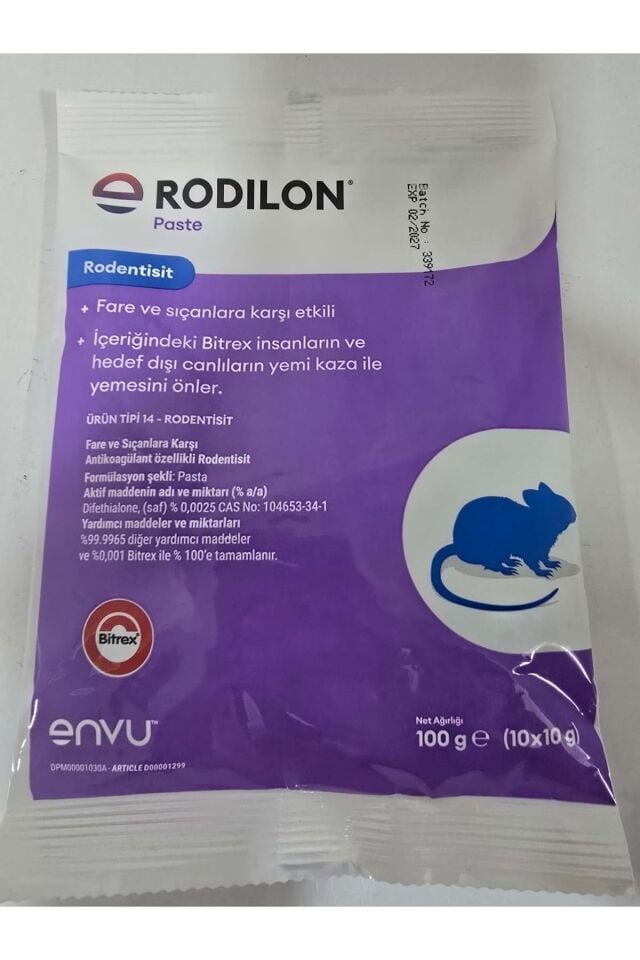 RODILON®
Paste
Batch No : 339172
EXP 02/2027
Rodentisit
+ Fare ve sıçanlara karşı etkili
+ İçeriğindeki Bitrex insanların ve
hedef dışı canlıların yemi kaza ile
yemesini önler.
ÜRÜN TİPİ 14 - RODENTİSİT
Fare ve Sıçanlara Karşı
Antikoagülant özellikli Rodentisit
Formülasyon şekli: Pasta
Aktif maddenin adı ve miktarı (% a/a)
Difethialone, (saf) % 0,0025 CAS No: 104653-34-1
Yardımcı maddeler ve miktarları
%99.9965 diğer yardımcı maddeler
ve %0,001 Bitrex ile % 100'e tamamlanır.
Bitrex®
envu™
Net Ağırlığı
100 g e (10x10 g)
DPM00001030A - ARTICLE D00001299